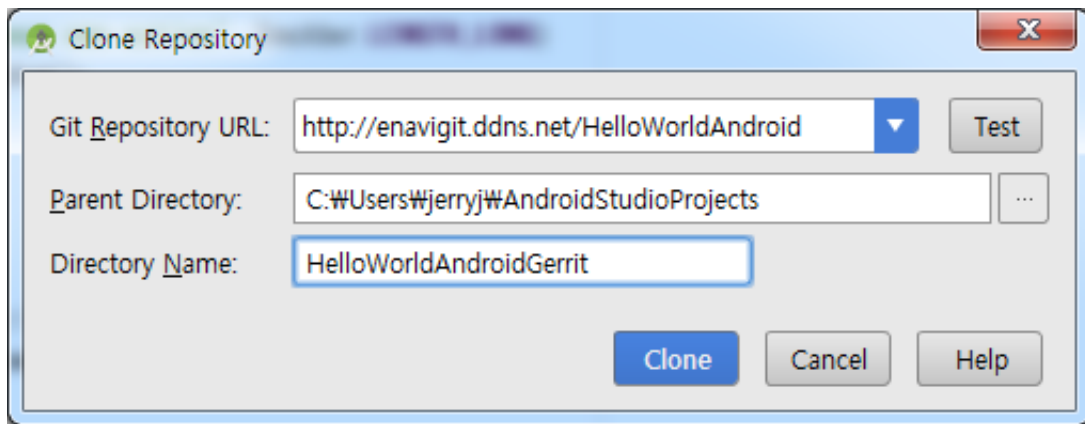 Clone Repository
Git Repository URL: http://enavigit.ddns.net/HelloWorldAndroid Test
Parent Directory: C:₩Users₩jerryj₩AndroidStudioProjects ...
Directory Name: HelloWorldAndroidGerrit
Clone Cancel Help